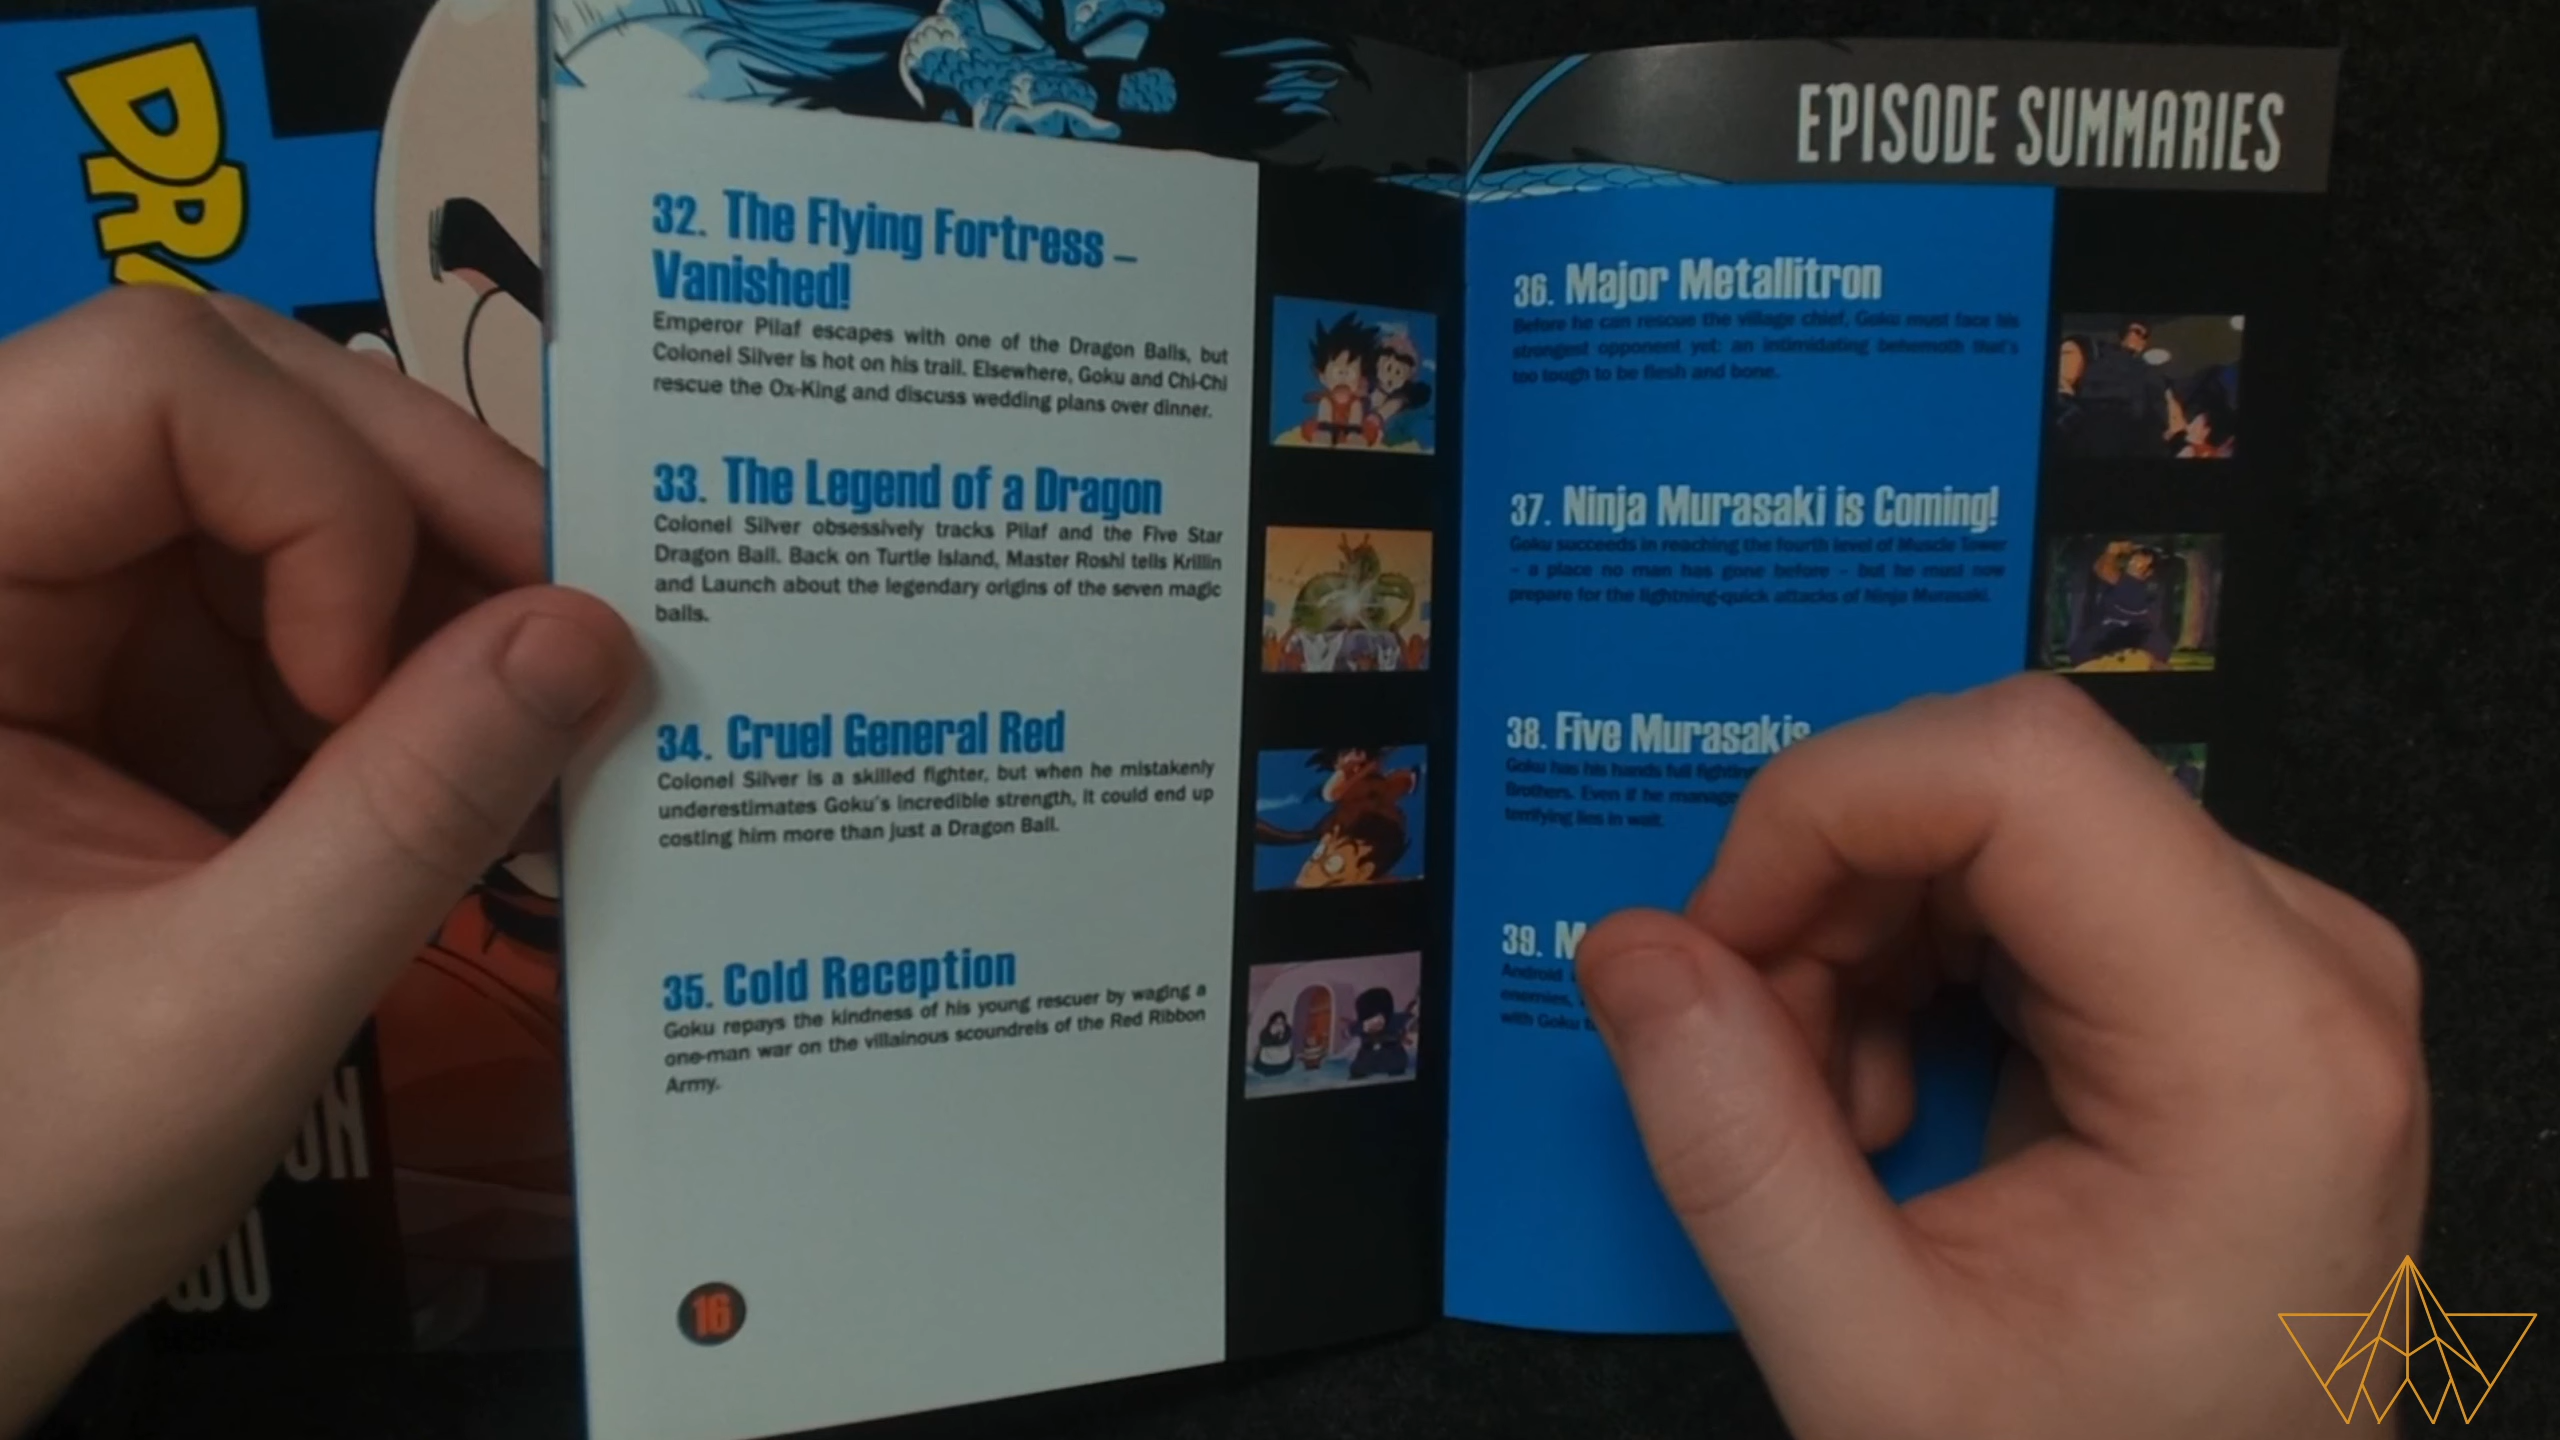 DRA
32. The Flying Fortress –
Vanished!
Emperor Pilaf escapes with one of the Dragon Balls, but
Colonel Silver is hot on his trail. Elsewhere, Goku and Chi-Chi
rescue the Ox-King and discuss wedding plans over dinner.
33. The Legend of a Dragon
Colonel Silver obsessively tracks Pilaf and the Five Star
Dragon Ball. Back on Turtle Island, Master Roshi tells Krillin
and Launch about the legendary origins of the seven magic
balls.
34. Cruel General Red
Colonel Silver is a skilled fighter, but when he mistakenly
underestimates Goku's incredible strength, it could end up
costing him more than just a Dragon Ball.
35. Cold Reception
Goku repays the kindness of his young rescuer by waging a
one-man war on the villainous scoundrels of the Red Ribbon
Army.
16
EPISODE SUMMARIES
36. Major Metallitron
Before he can rescue the village chief, Goku must face his
strongest opponent yet: an intimidating behemoth that's
too tough to be flesh and bone.
37. Ninja Murasaki is Coming!
Goku succeeds in reaching the fourth level of Muscle Tower
– a place no man has gone before – but he must now
prepare for the lightning-quick attacks of Ninja Murasaki.
38. Five Murasakis
Goku has his hands full fighting
Brothers. Even if he manage
terrifying lies in wait.
39. M
Android
enemies,
with Goku